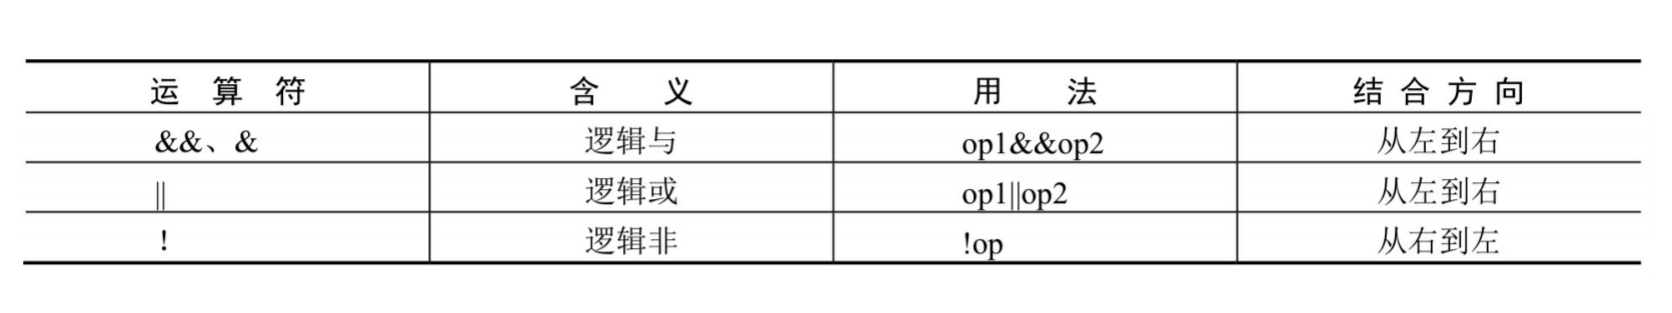 运 算 符 含 义 用 法 结 合 方 向
&&、& 逻辑与 op1&&op2 从左到右
|| 逻辑或 op1||op2 从左到右
! 逻辑非 !op 从右到左